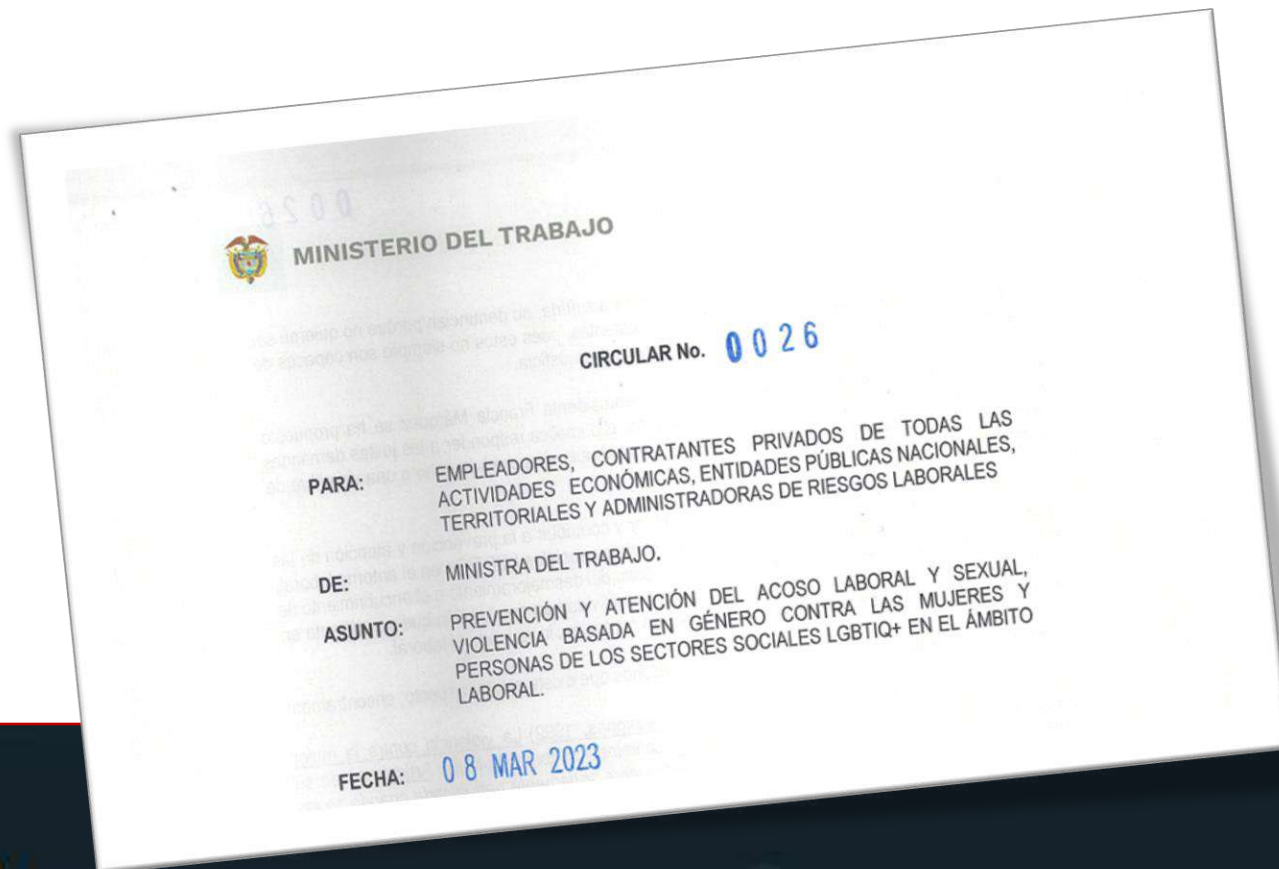 0026
MINISTERIO DEL TRABAJO
CIRCULAR No. 0026
PARA: EMPLEADORES, CONTRATANTES PRIVADOS DE TODAS LAS
ACTIVIDADES ECONÓMICAS, ENTIDADES PÚBLICAS NACIONALES,
TERRITORIALES Y ADMINISTRADORAS DE RIESGOS LABORALES
DE: MINISTRA DEL TRABAJO.
ASUNTO: PREVENCIÓN Y ATENCIÓN DEL ACOSO LABORAL Y SEXUAL,
VIOLENCIA BASADA EN GÉNERO CONTRA LAS MUJERES Y
PERSONAS DE LOS SECTORES SOCIALES LGBTIQ+ EN EL ÁMBITO
LABORAL.
FECHA: 08 MAR 2023